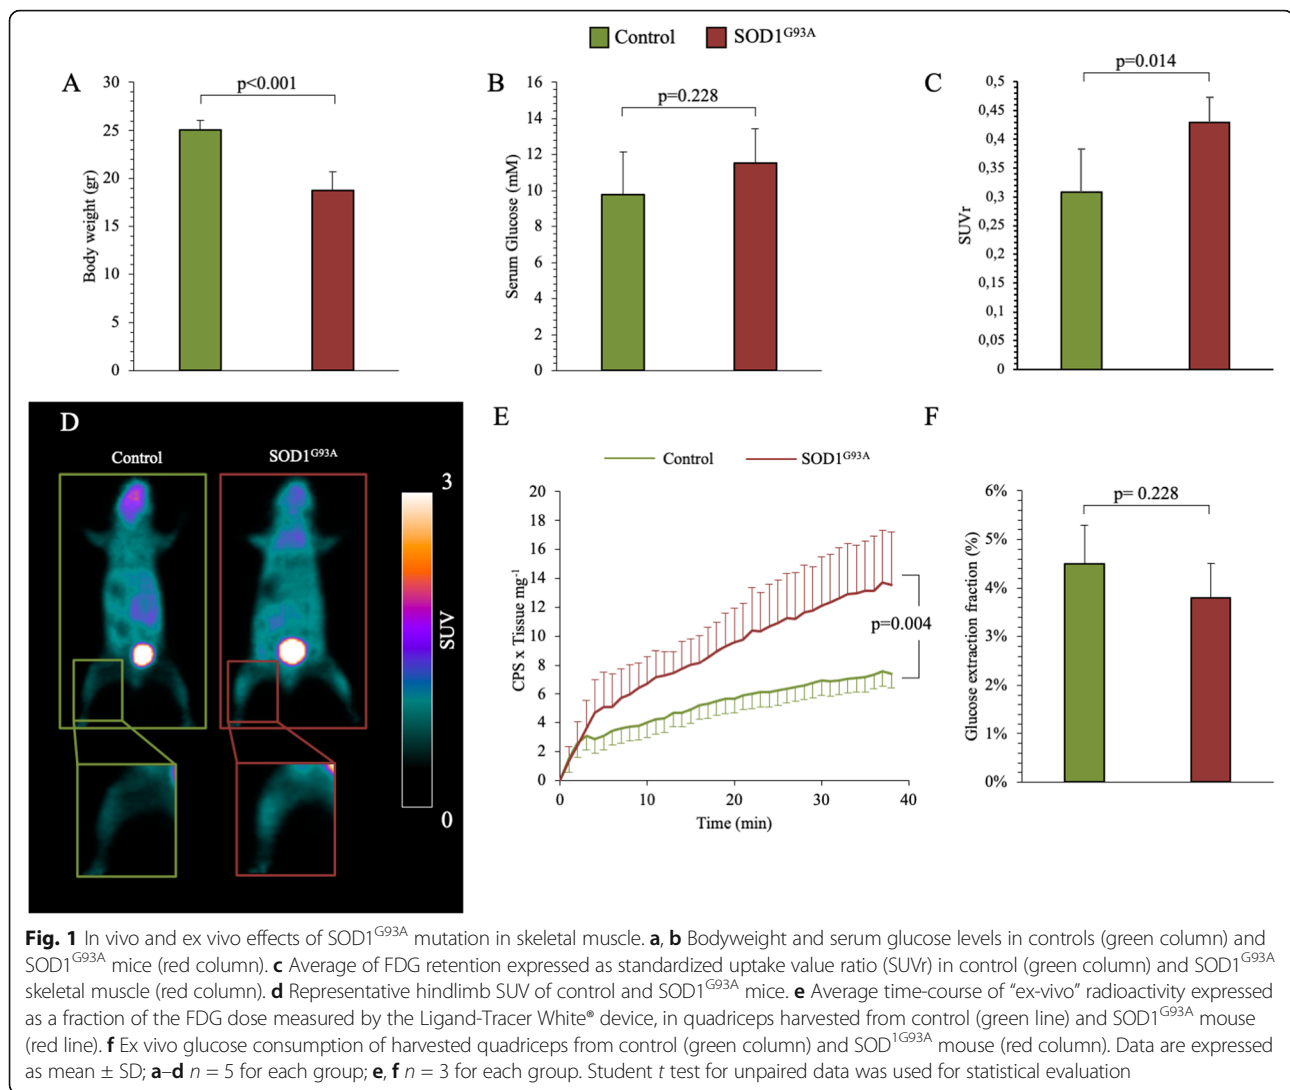 Control SOD1G93A
A
p<0.001
Body weight (gr)
30
25
20
15
10
5
0
B
p=0.228
Serum Glucose (mM)
16
14
12
10
8
6
4
2
0
C
p=0.014
SUVr
0,5
0,45
0,4
0,35
0,3
0,25
0,2
0,15
0,1
0,05
0
D
Control SOD1G93A
3
SUV
0
E
Control SOD1G93A
CPS x Tissue mg-1
20
18
16
14
12
10
8
6
4
2
0
p=0.004
0 10 20 30 40
Time (min)
F
p= 0.228
Glucose extraction fraction (%)
6%
5%
4%
3%
2%
1%
0%
Fig. 1 In vivo and ex vivo effects of SOD1G93A mutation in skeletal muscle. a, b Bodyweight and serum glucose levels in controls (green column) and
SOD1G93A mice (red column). c Average of FDG retention expressed as standardized uptake value ratio (SUVr) in control (green column) and SOD1G93A
skeletal muscle (red column). d Representative hindlimb SUV of control and SOD1G93A mice. e Average time-course of “ex-vivo” radioactivity expressed
as a fraction of the FDG dose measured by the Ligand-Tracer White® device, in quadriceps harvested from control (green line) and SOD1G93A mouse
(red line). f Ex vivo glucose consumption of harvested quadriceps from control (green column) and SOD1GG93A mouse (red column). Data are expressed
as mean ± SD; a–d n = 5 for each group; e, f n = 3 for each group. Student t test for unpaired data was used for statistical evaluation